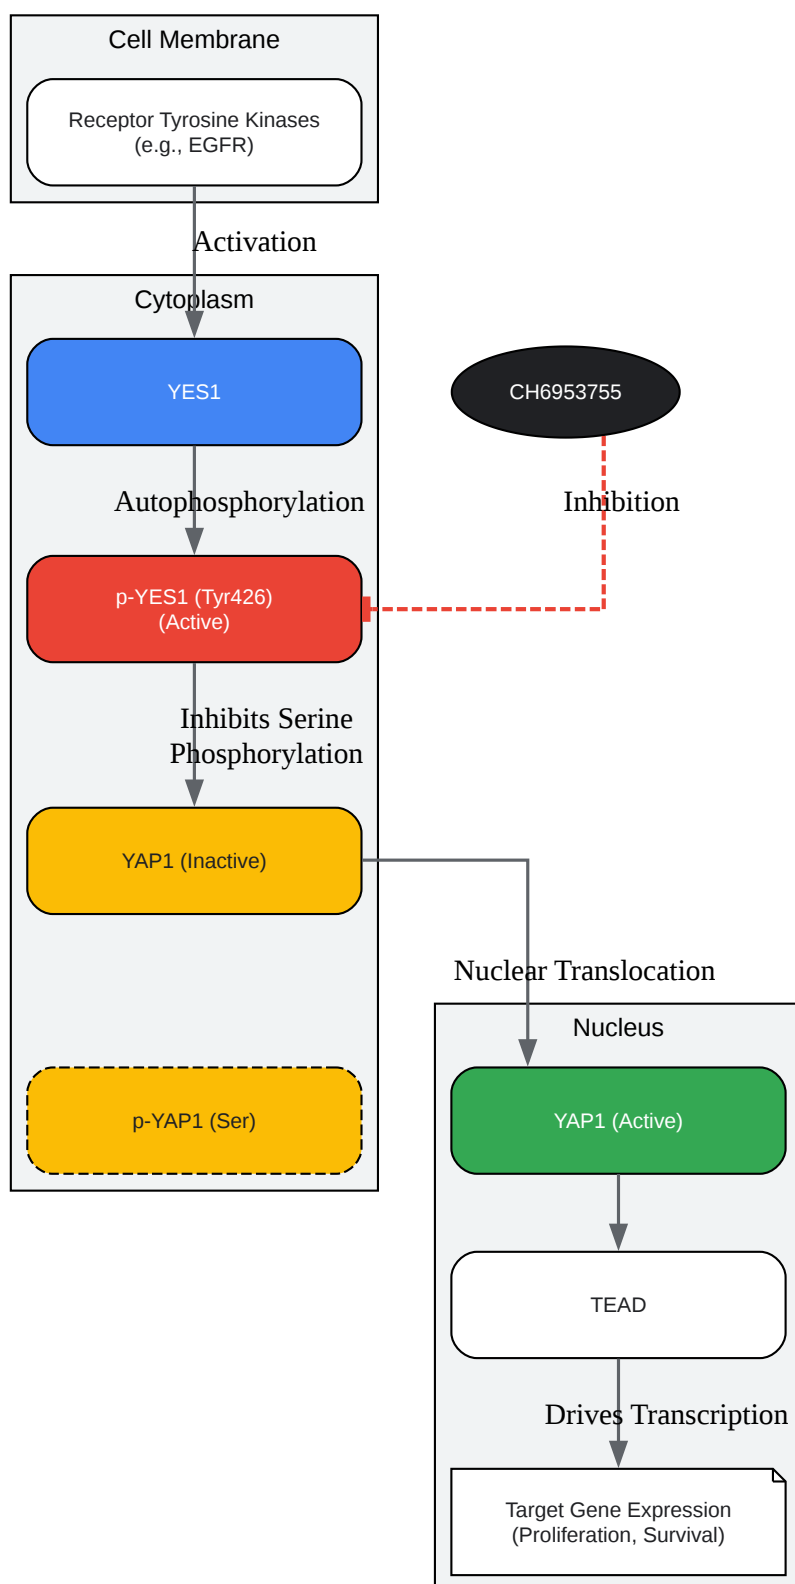 Cell Membrane
Receptor Tyrosine Kinases
(e.g., EGFR)
Activation
Cytoplasm
YES1
CH6953755
Autophosphorylation
Inhibition
p-YES1 (Tyr426)
(Active)
Inhibits Serine
Phosphorylation
YAP1 (Inactive)
Nuclear Translocation
Nucleus
p-YAP1 (Ser)
YAP1 (Active)
TEAD
Drives Transcription
Target Gene Expression
(Proliferation, Survival)